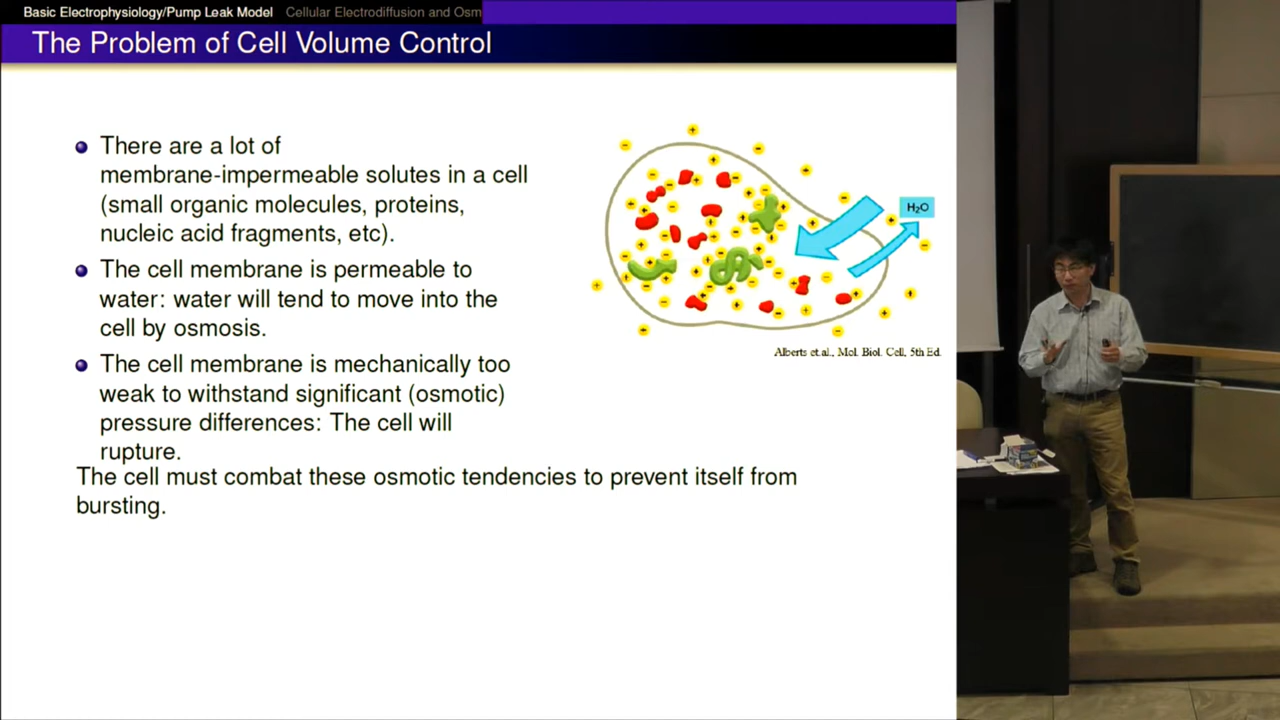 Basic Electrophysiology/Pump Leak Model Cellular Electrodiffusion and Osm
The Problem of Cell Volume Control
There are a lot of
membrane-impermeable solutes in a cell
(small organic molecules, proteins,
nucleic acid fragments, etc).
The cell membrane is permeable to
water: water will tend to move into the
cell by osmosis.
The cell membrane is mechanically too
weak to withstand significant (osmotic)
pressure differences: The cell will
rupture.
The cell must combat these osmotic tendencies to prevent itself from
bursting.
H₂O
Alberts et.al., Mol. Biol. Cell, 5th Ed.